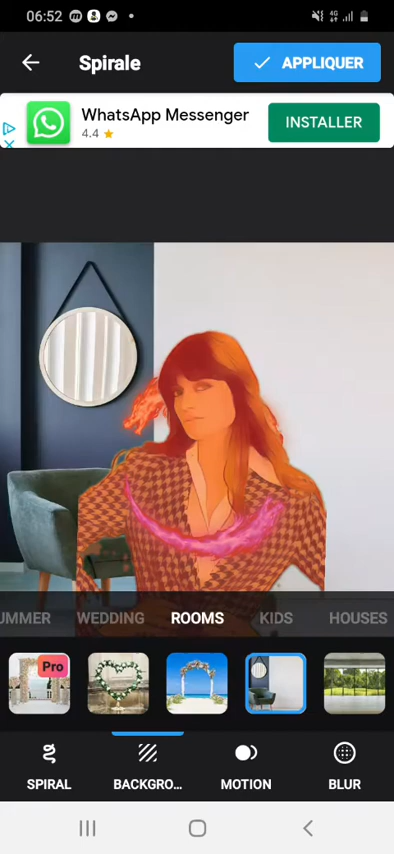 06:52
4G
Spirale
APPLIQUER
WhatsApp Messenger
4.4
INSTALLER
UMMER WEDDING ROOMS KIDS HOUSES
Pro
SPIRAL BACKGRO... MOTION BLUR